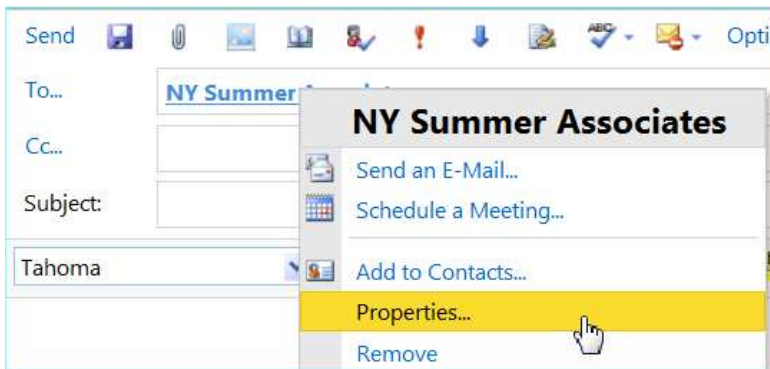 Send ABC Opti
To... NY Summer
NY Summer Associates
Cc...
Send an E-Mail...
Subject: Schedule a Meeting...
Tahoma Add to Contacts...
Properties...
Remove